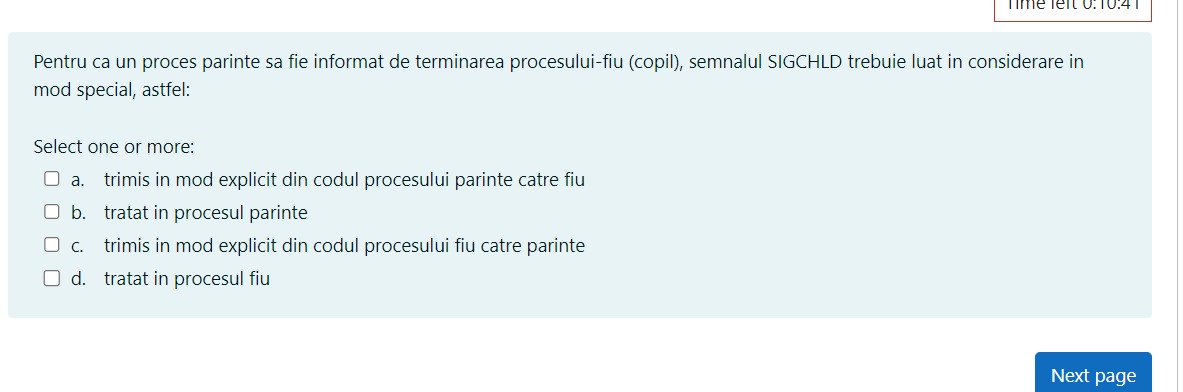 Time left 0:10:41
Pentru ca un proces parinte sa fie informat de terminarea procesului-fiu (copil), semnalul SIGCHLD trebuie luat in considerare in
mod special, astfel:
Select one or more:
a. trimis in mod explicit din codul procesului parinte catre fiu
b. tratat in procesul parinte
c. trimis in mod explicit din codul procesului fiu catre parinte
d. tratat in procesul fiu
Next page